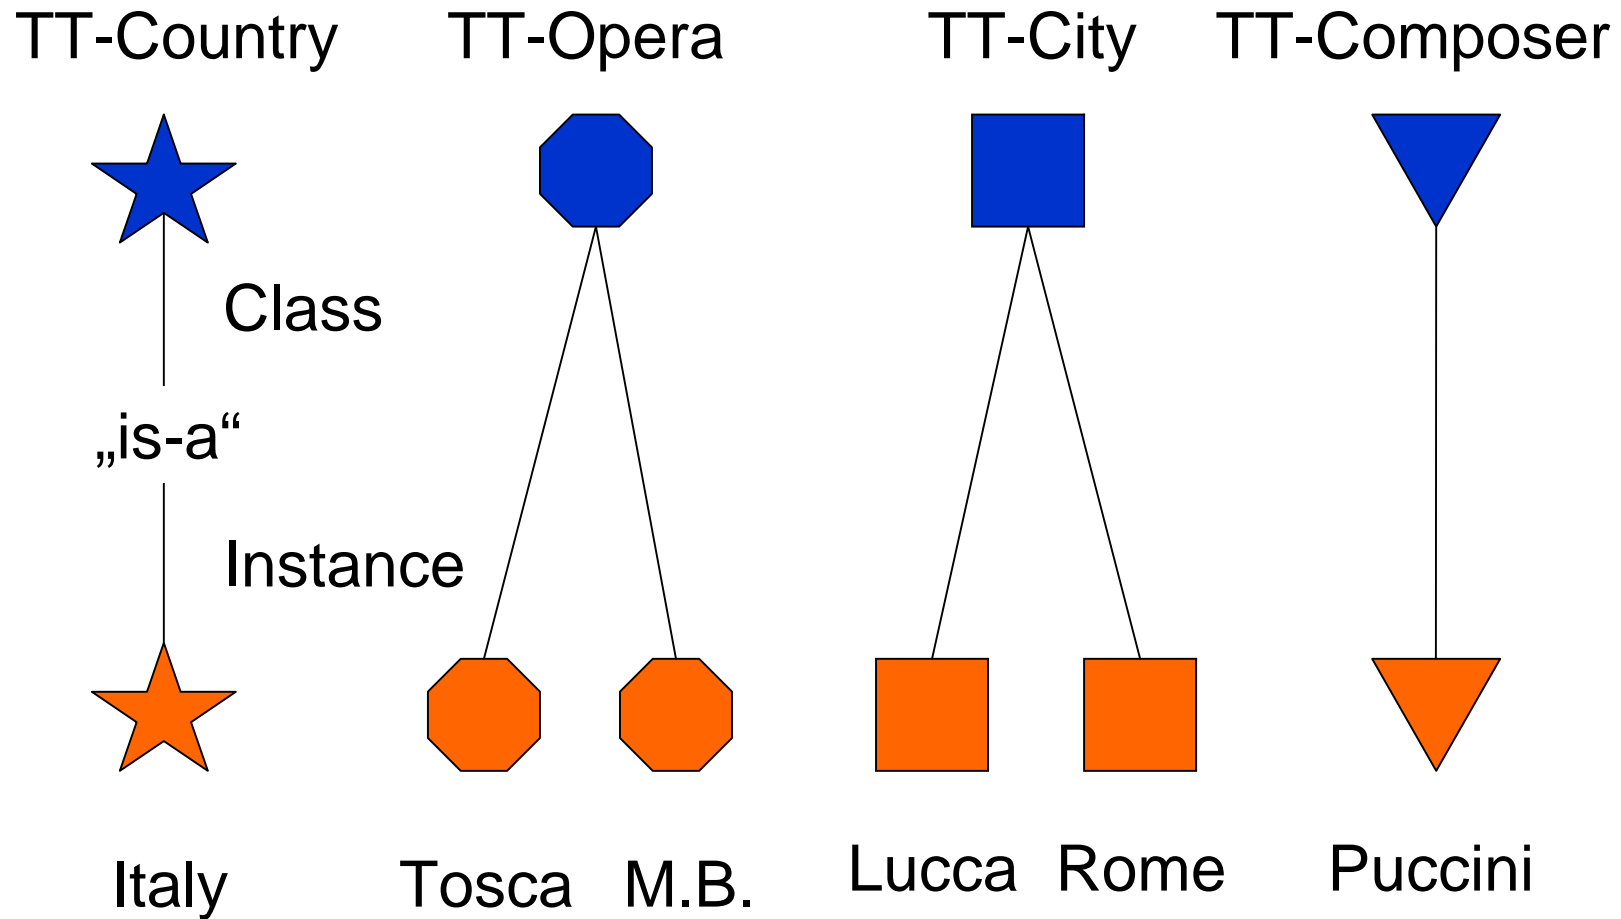 TT-Country TT-Opera TT-City TT-Composer
Class
„is-a“
Instance
Italy Tosca M.B. Lucca Rome Puccini